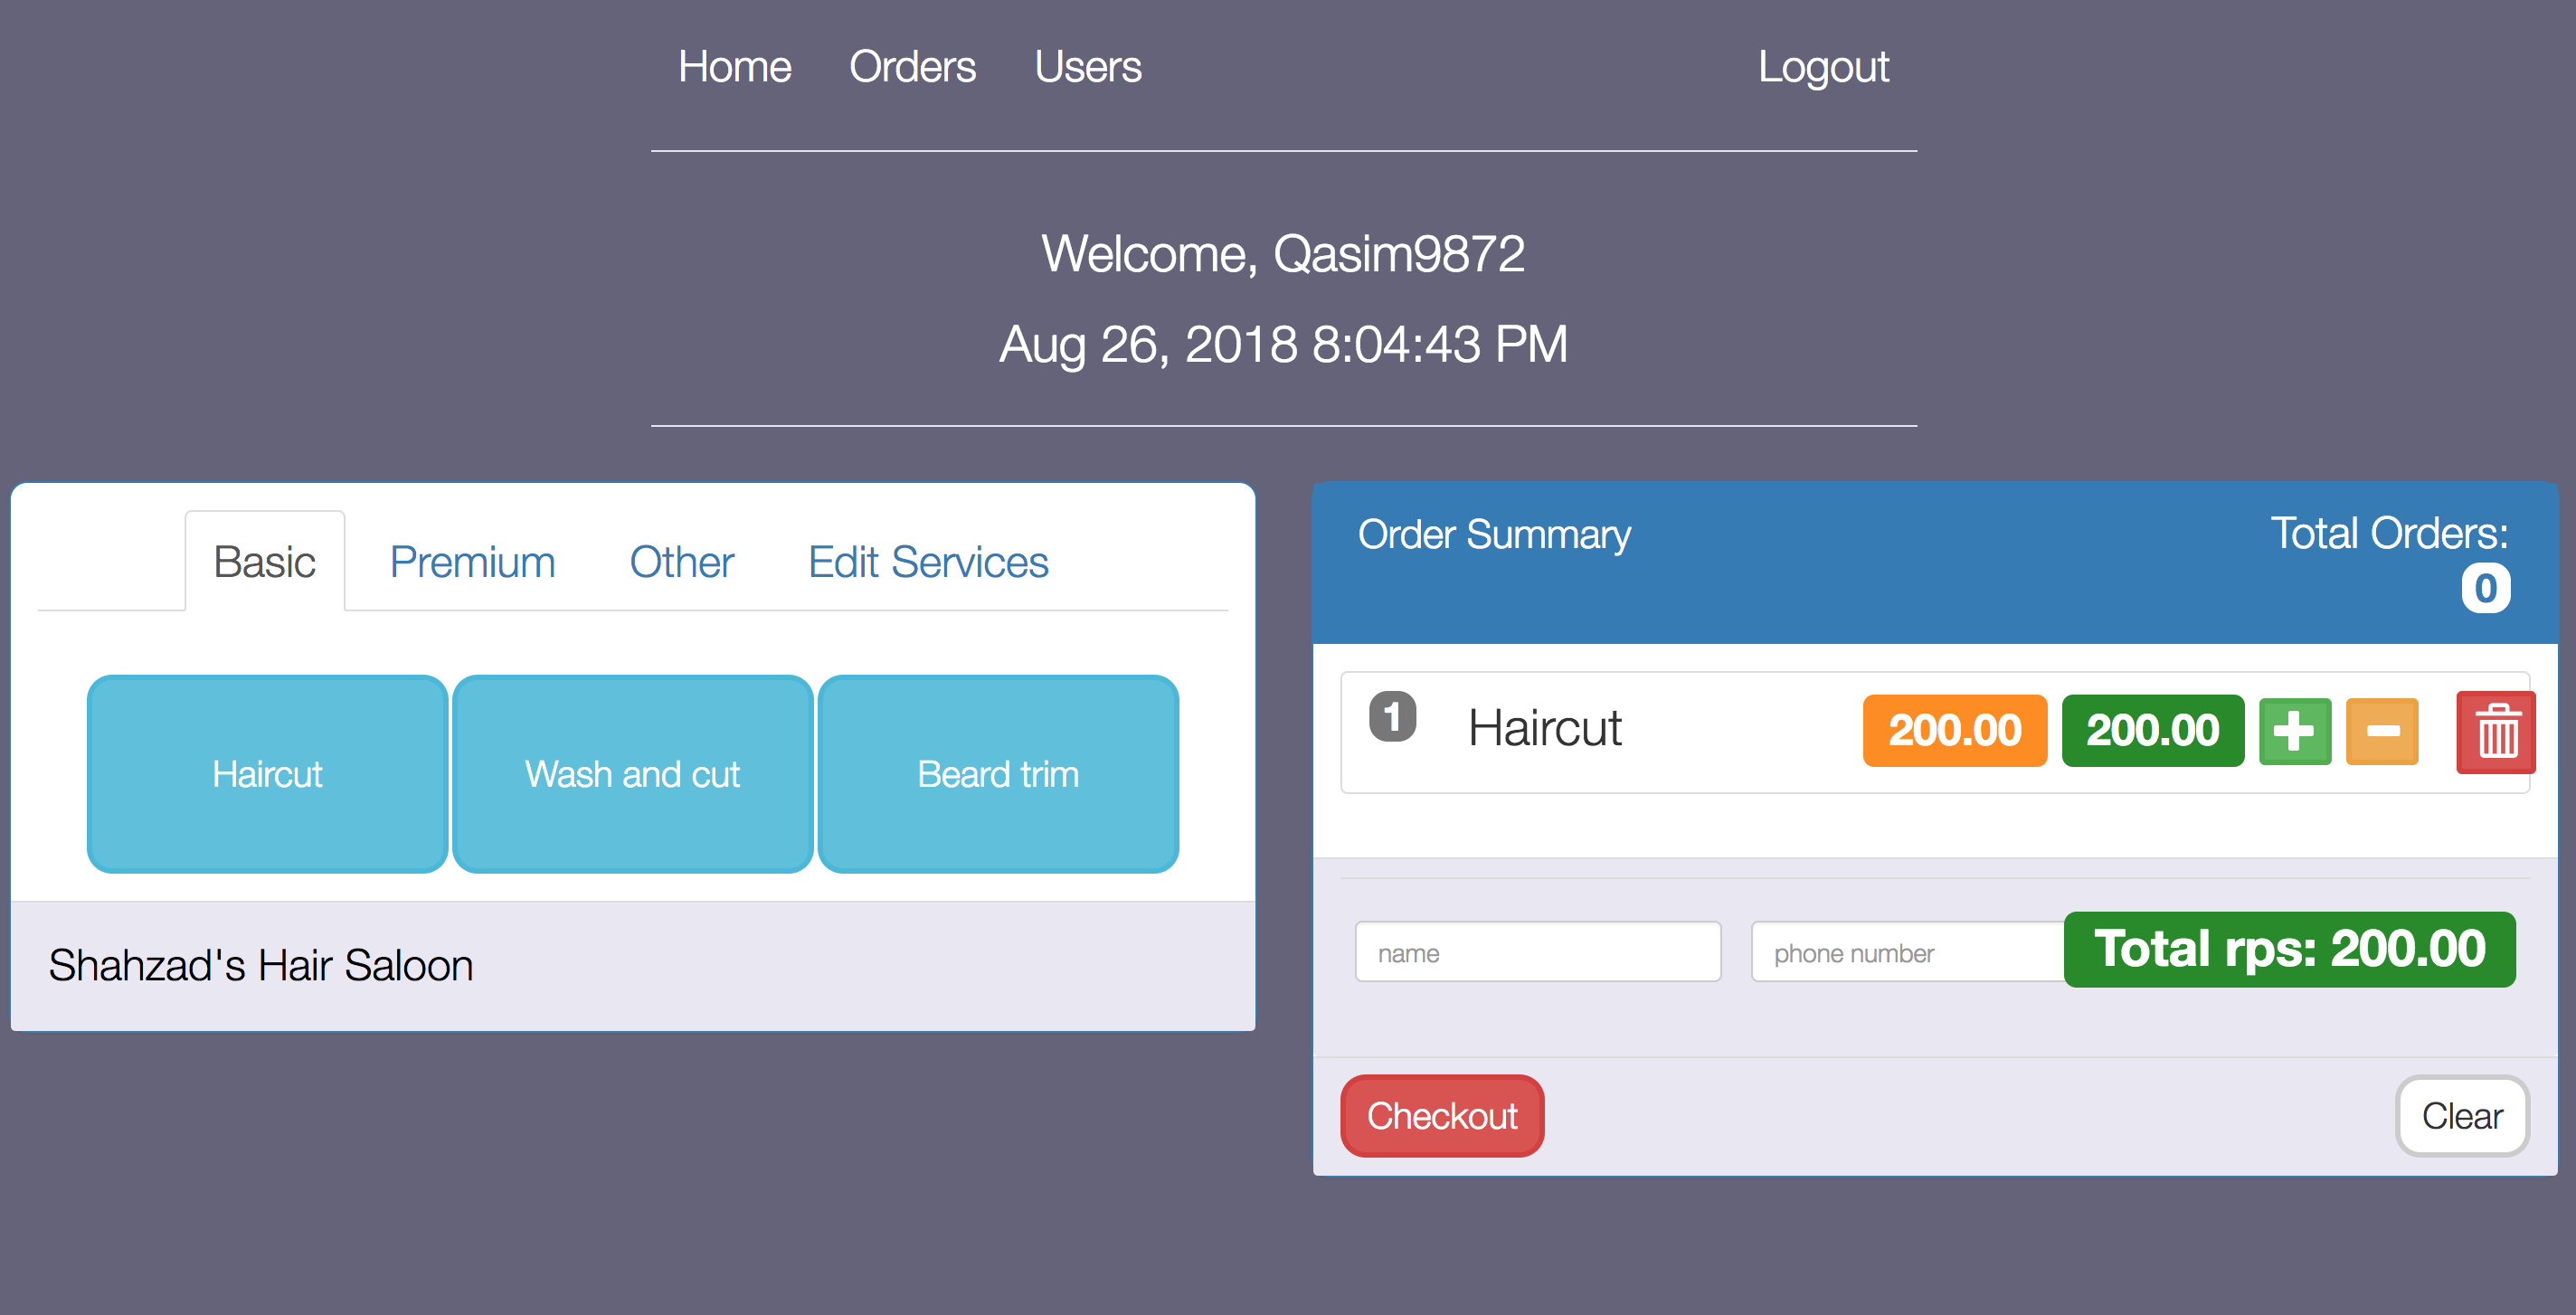 Home Orders Users Logout
Welcome, Qasim9872
Aug 26, 2018 8:04:43 PM
Basic Premium Other Edit Services
Haircut Wash and cut Beard trim
Shahzad's Hair Saloon
Order Summary Total Orders:
0
1 Haircut 200.00 200.00
name phone number Total rps: 200.00
Checkout Clear